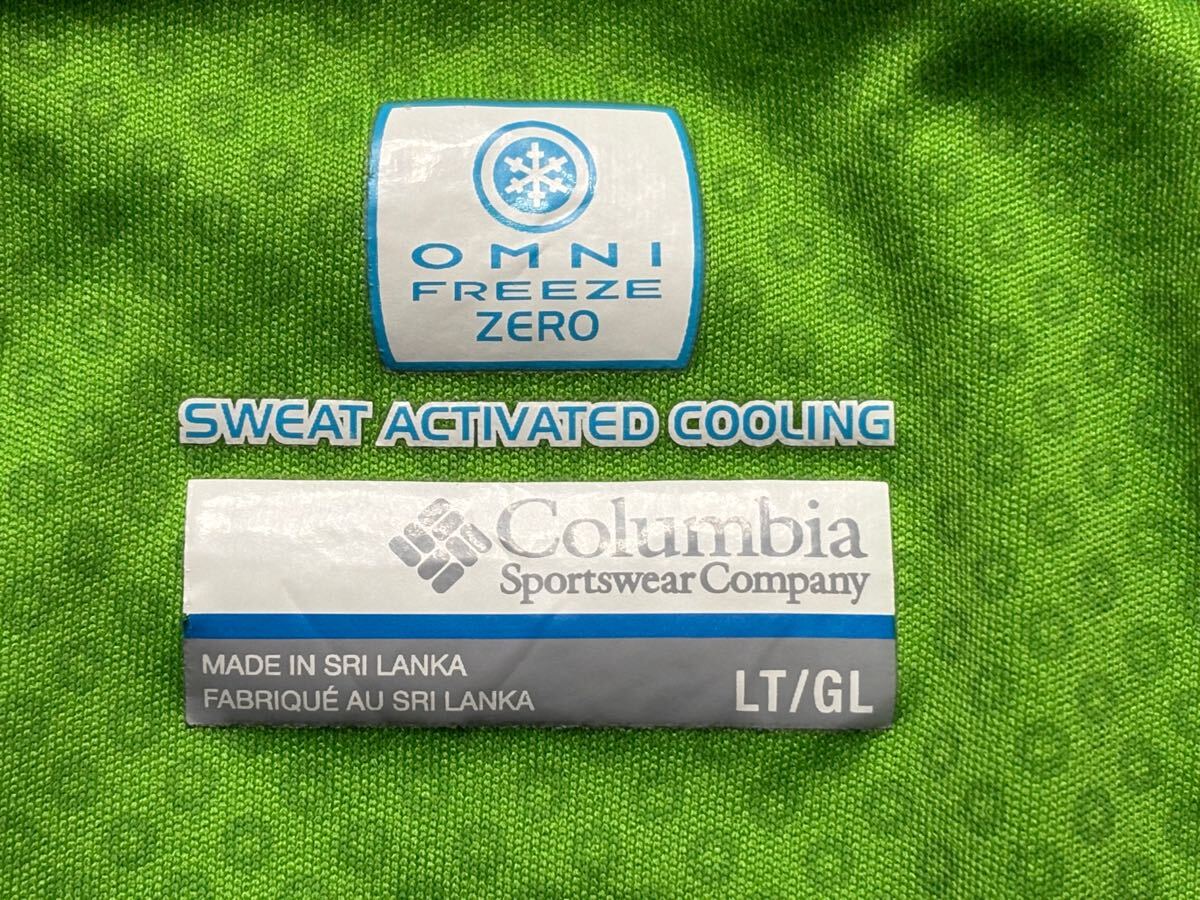 OMNI
FREEZE
ZERO
SWEAT ACTIVATED COOLING
Columbia
Sportswear Company
MADE IN SRI LANKA
FABRIQUÉ AU SRI LANKA
LT/GL